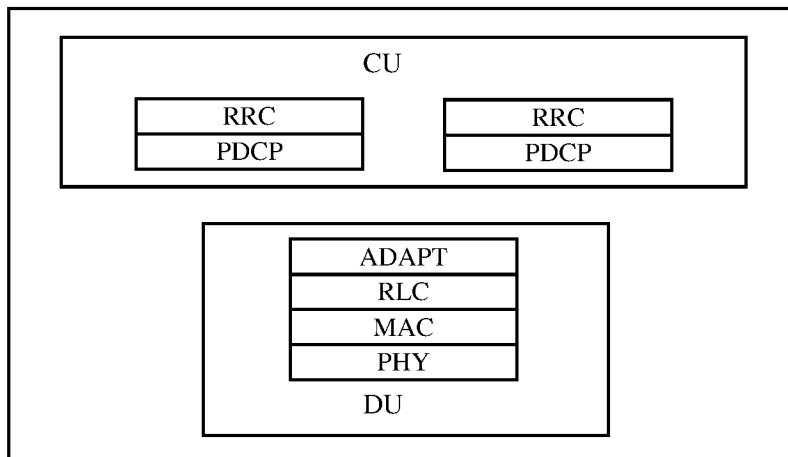 CU
RRC
RRC
PDCP
PDCP
ADAPT
RLC
MAC
PHY
DU